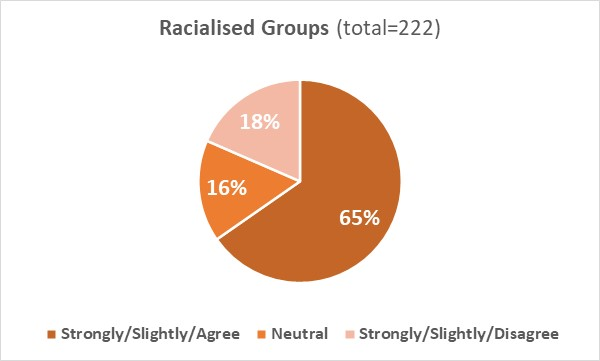 Racialised Groups (total=222)
18%
16%
65%
Strongly/Slightly/Agree Neutral Strongly/Slightly/Disagree